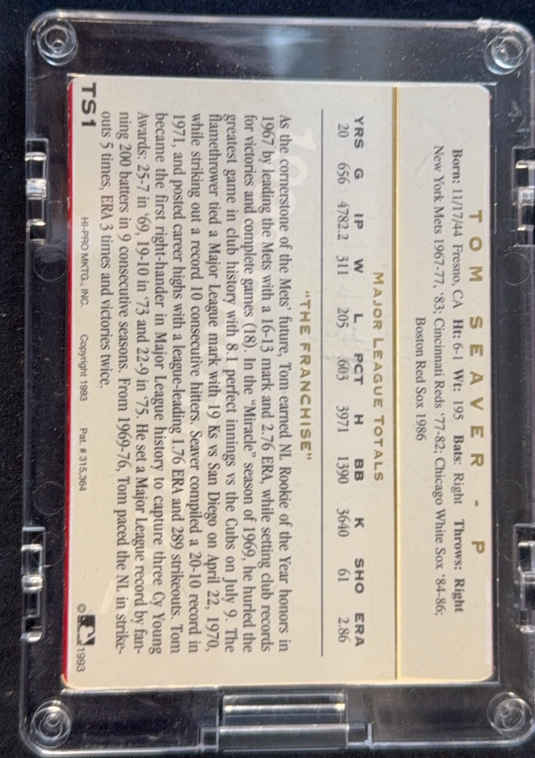 TOM SEAVER - P
Born: 11/17/44 Fresno, CA Ht: 6-1 Wt: 195 Bats: Right Throws: Right
New York Mets 1967-77, '83; Cincinnati Reds '77-82; Chicago White Sox '84-86;
Boston Red Sox 1986
MAJOR LEAGUE TOTALS
YRS G IP W L PCT H BB K SHO ERA
20 656 4782.2 311 205 .603 3971 1390 3640 61 2.86
"THE FRANCHISE"
As the cornerstone of the Mets' future, Tom earned NL Rookie of the Year honors in
1967 by leading the Mets with a 16-13 mark and 2.76 ERA, while setting club records
for victories and complete games (18). In the "Miracle" season of 1969, he hurled the
greatest game in club history with 8.1 perfect innings vs the Cubs on July 9. The
flamethrower tied a Major League mark with 19 Ks vs San Diego on April 22, 1970,
while striking out a record 10 consecutive hitters. Seaver compiled a 20-10 record in
1971, and posted career highs with a league-leading 1.76 ERA and 289 strikeouts. Tom
became the first right-hander in Major League history to capture three Cy Young
Awards: 25-7 in '69, 19-10 in '73 and 22-9 in '75. He set a Major League record by fan-
ning 200 batters in 9 consecutive seasons. From 1969-76, Tom paced the NL in strike-
outs 5 times, ERA 3 times and victories twice.
TS1 HI-PRO MKTG., INC. Copyright 1993 Pat. # 315,364 © 1993